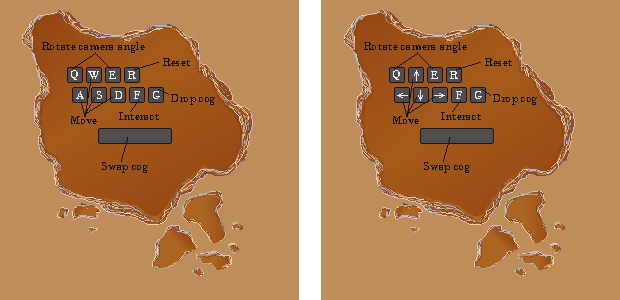 Rotate camera angle
Q W E R
Reset
A S D F G
Drop cog
Move
Interact
Swap cog
Rotate camera angle
Q ↑ E R
Reset
← ↓ → F G
Drop cog
Move
Interact
Swap cog